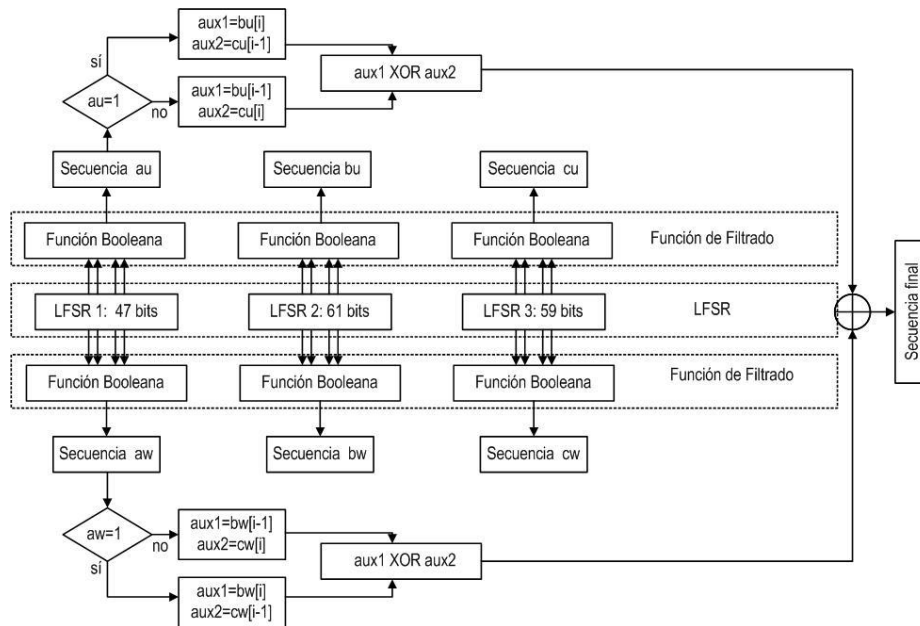 aux1=bu[i]
aux2=cu[i-1]
sí
au=1
no
aux1=bu[i-1]
aux2=cu[i]
aux1 XOR aux2
Secuencia au
Secuencia bu
Secuencia cu
Función Booleana
Función Booleana
Función Booleana
Función de Filtrado
LFSR 1: 47 bits
LFSR 2: 61 bits
LFSR 3: 59 bits
LFSR
Secuencia final
Función Booleana
Función Booleana
Función Booleana
Función de Filtrado
Secuencia aw
Secuencia bw
Secuencia cw
aw=1
no
aux1=bw[i-1]
aux2=cw[i]
aux1 XOR aux2
sí
aux1=bw[i]
aux2=cw[i-1]